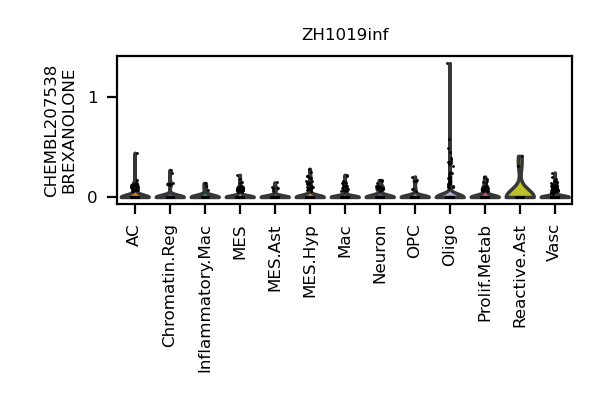 ZH1019inf
CHEMBL207538
BREXANOLONE
1
0
AC
Chromatin.Reg
Inflammatory.Mac
MES
MES.Ast
MES.Hyp
Mac
Neuron
OPC
Oligo
Prolif.Metab
Reactive.Ast
Vasc